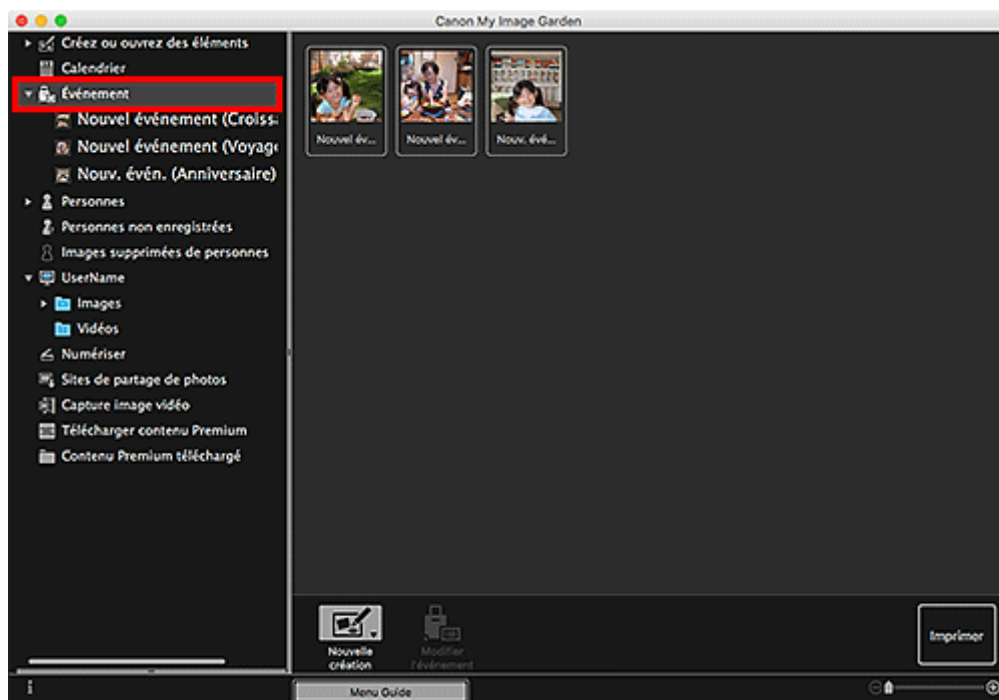 Canon My Image Garden
Créez ou ouvrez des éléments
Calendrier
Événement
Nouvel événement (Croiss
Nouvel événement (Voyag
Nouv. évén. (Anniversaire)
Personnes
Personnes non enregistrées
Images supprimées de personnes
UserName
Images
Vidéos
Numériser
Sites de partage de photos
Capture image vidéo
Télécharger contenu Premium
Contenu Premium téléchargé
Nouvel év... Nouvel év... Nouv. évé...
Nouvelle création
Modifier l'événement
Imprimer
Menu Guide